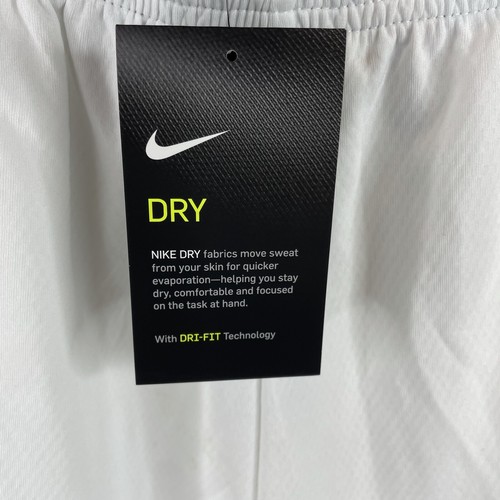 DRY
NIKE DRY fabrics move sweat
from your skin for quicker
evaporation—helping you stay
dry, comfortable and focused
on the task at hand.
With DRI-FIT Technology